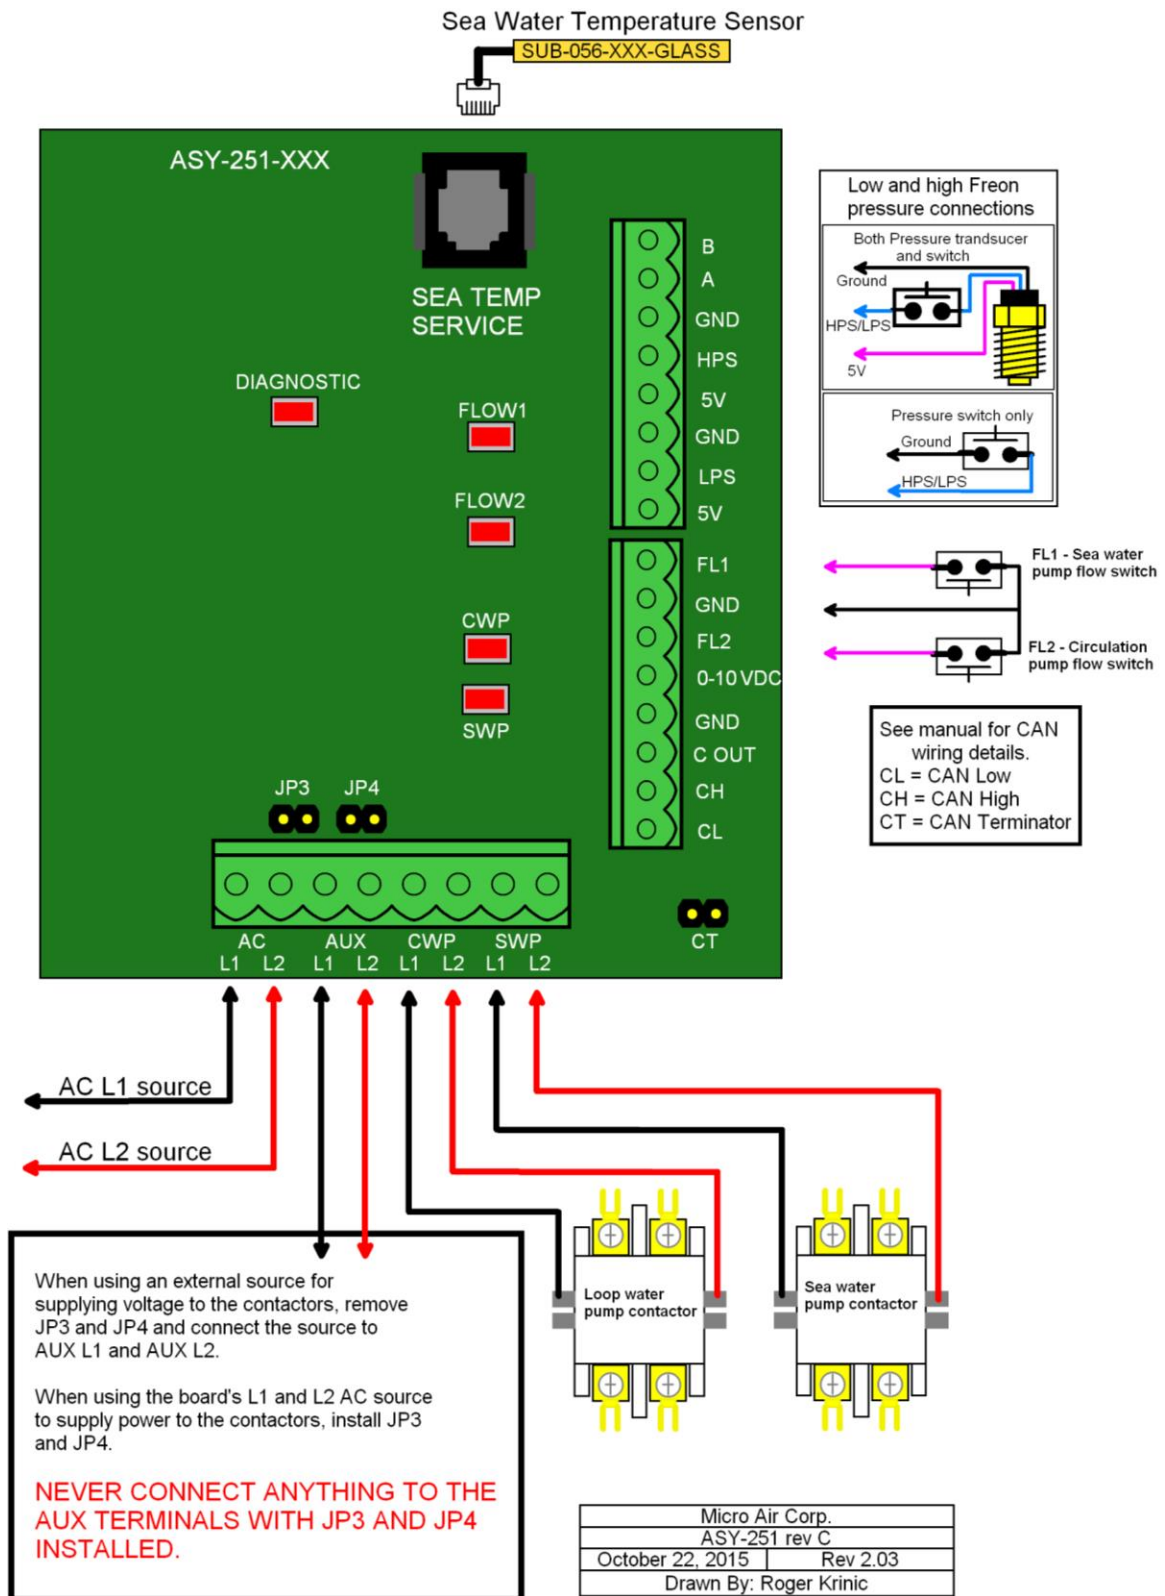 Sea Water Temperature Sensor
SUB-056-XXX-GLASS
ASY-251-XXX
SEA TEMP
SERVICE
DIAGNOSTIC
FLOW1
FLOW2
CWP
SWP
JP3 JP4
B
A
GND
HPS
5V
GND
LPS
5V
FL1
GND
FL2
0-10 VDC
GND
C OUT
CH
CL
CT
AC AUX CWP SWP
L1 L2 L1 L2 L1 L2 L1 L2
Low and high Freon
pressure connections
Both Pressure trandsucer
and switch
Ground
HPS/LPS
5V
Pressure switch only
Ground
HPS/LPS
FL1 - Sea water
pump flow switch
FL2 - Circulation
pump flow switch
See manual for CAN
wiring details.
CL = CAN Low
CH = CAN High
CT = CAN Terminator
AC L1 source
AC L2 source
When using an external source for
supplying voltage to the contactors, remove
JP3 and JP4 and connect the source to
AUX L1 and AUX L2.
When using the board's L1 and L2 AC source
to supply power to the contactors, install JP3
and JP4.
NEVER CONNECT ANYTHING TO THE
AUX TERMINALS WITH JP3 AND JP4
INSTALLED.
Loop water
pump contactor
Sea water
pump contactor
Micro Air Corp.
ASY-251 rev C
October 22, 2015 Rev 2.03
Drawn By: Roger Krinic